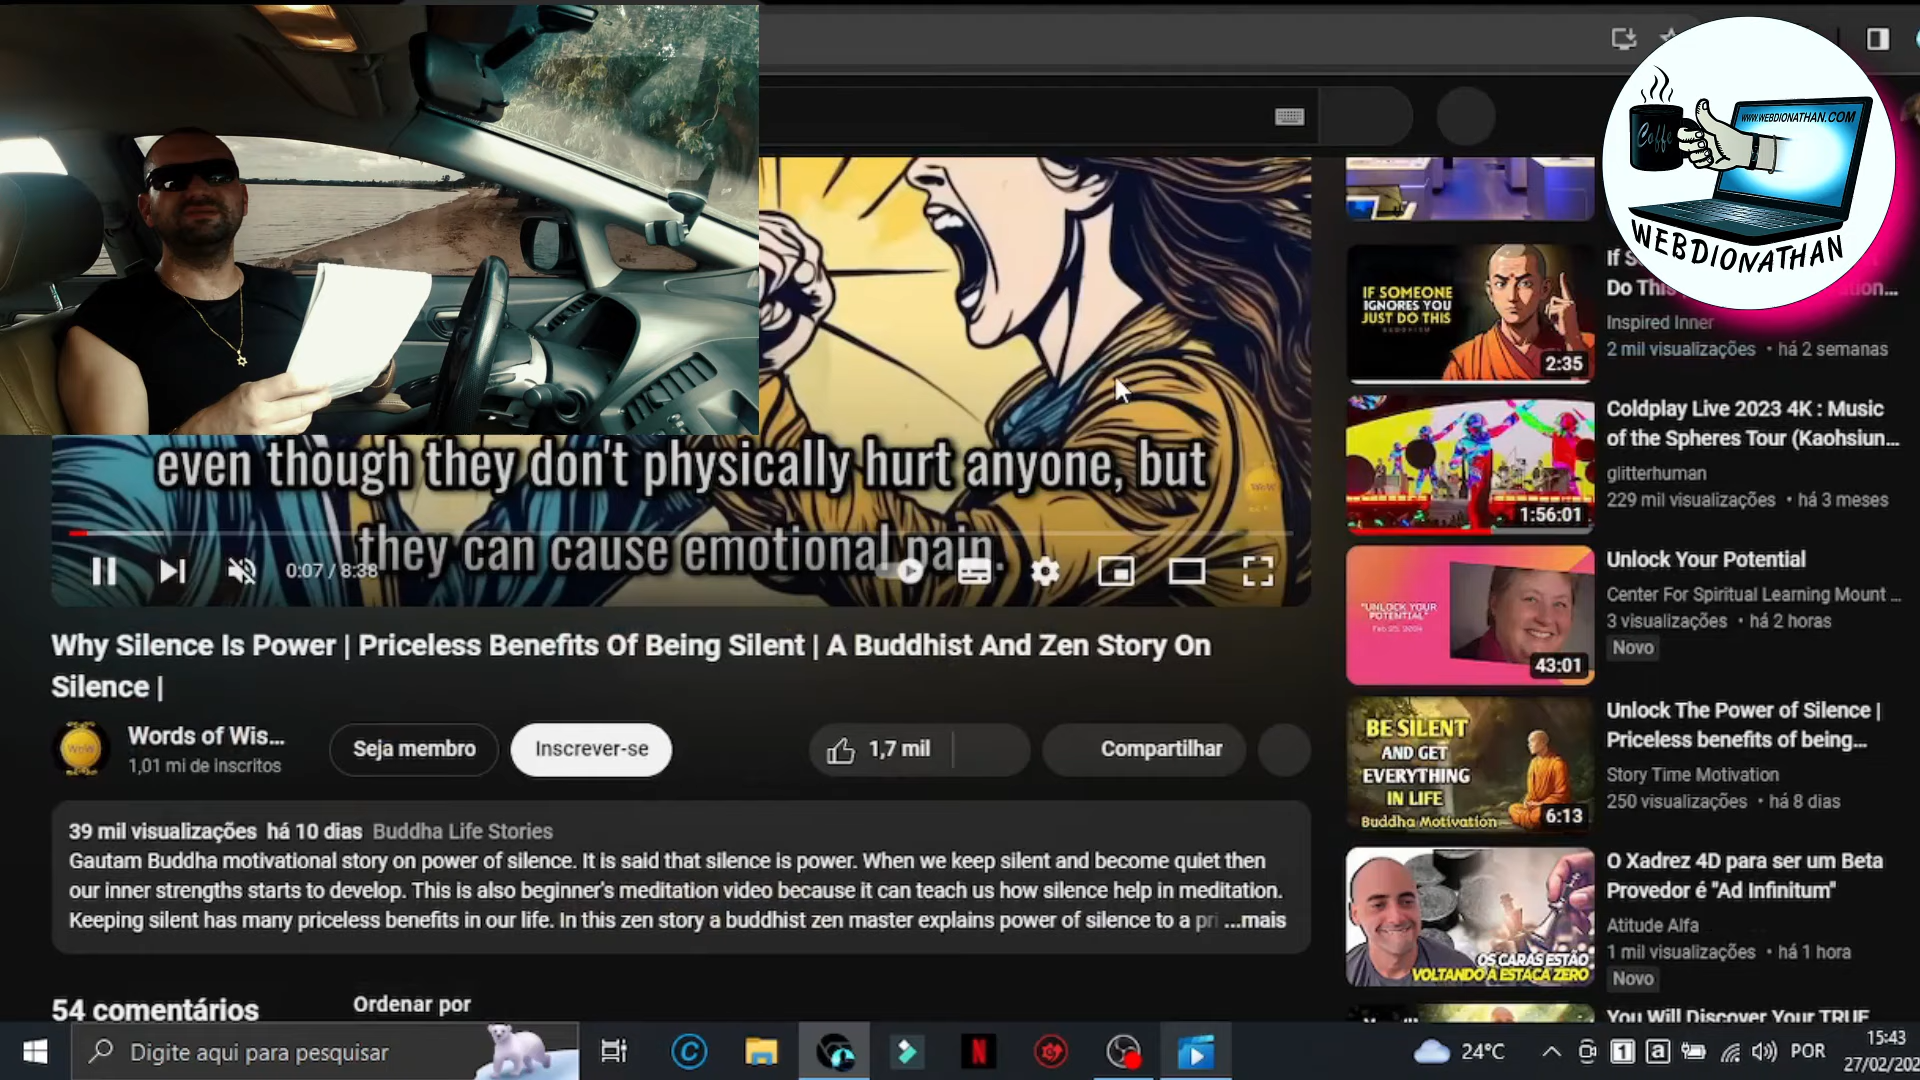 WWW.WEBDIONATHAN.COM
Coffe
WEBDIONATHAN
even though they don't physically hurt anyone, but
they can cause emotional pain.
0:07 / 8:38
Why Silence Is Power | Priceless Benefits Of Being Silent | A Buddhist And Zen Story On
Silence |
Words of Wis...
1,01 mi de inscritos
Seja membro
Inscrever-se
1,7 mil
Compartilhar
39 mil visualizações há 10 dias Buddha Life Stories
Gautam Buddha motivational story on power of silence. It is said that silence is power. When we keep silent and become quiet then
our inner strengths starts to develop. This is also beginner's meditation video because it can teach us how silence help in meditation.
Keeping silent has many priceless benefits in our life. In this zen story a buddhist zen master explains power of silence to a pri ...mais
54 comentários
Ordenar por
IF SOMEONE
IGNORES YOU
JUST DO THIS
BUDDHISM
2:35
If
Do This
Inspired Inner
2 mil visualizações • há 2 semanas
1:56:01
Coldplay Live 2023 4K : Music
of the Spheres Tour (Kaohsiun...
glitterhuman
229 mil visualizações • há 3 meses
"UNLOCK YOUR
POTENTIAL"
Feb 25, 2024
43:01
Unlock Your Potential
Center For Spiritual Learning Mount ...
3 visualizações • há 2 horas
Novo
BE SILENT
AND GET
EVERYTHING
IN LIFE
Buddha Motivation
6:13
Unlock The Power of Silence |
Priceless benefits of being...
Story Time Motivation
250 visualizações • há 8 dias
OS CARAS ESTÃO
VOLTANDO À ESTACA ZERO
O Xadrez 4D para ser um Beta
Provedor é "Ad Infinitum"
Atitude Alfa
1 mil visualizações • há 1 hora
Novo
You Will Discover Your TRUE
Digite aqui para pesquisar
24°C
POR
15:43
27/02/202